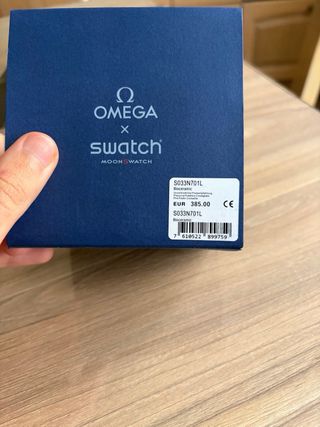 Ω
OMEGA
×
swatch
MOONSWATCH
S033N701L
Bioceramic
EUR 385.00 CE
S033N701L
Bioceramic
7 610522 899759